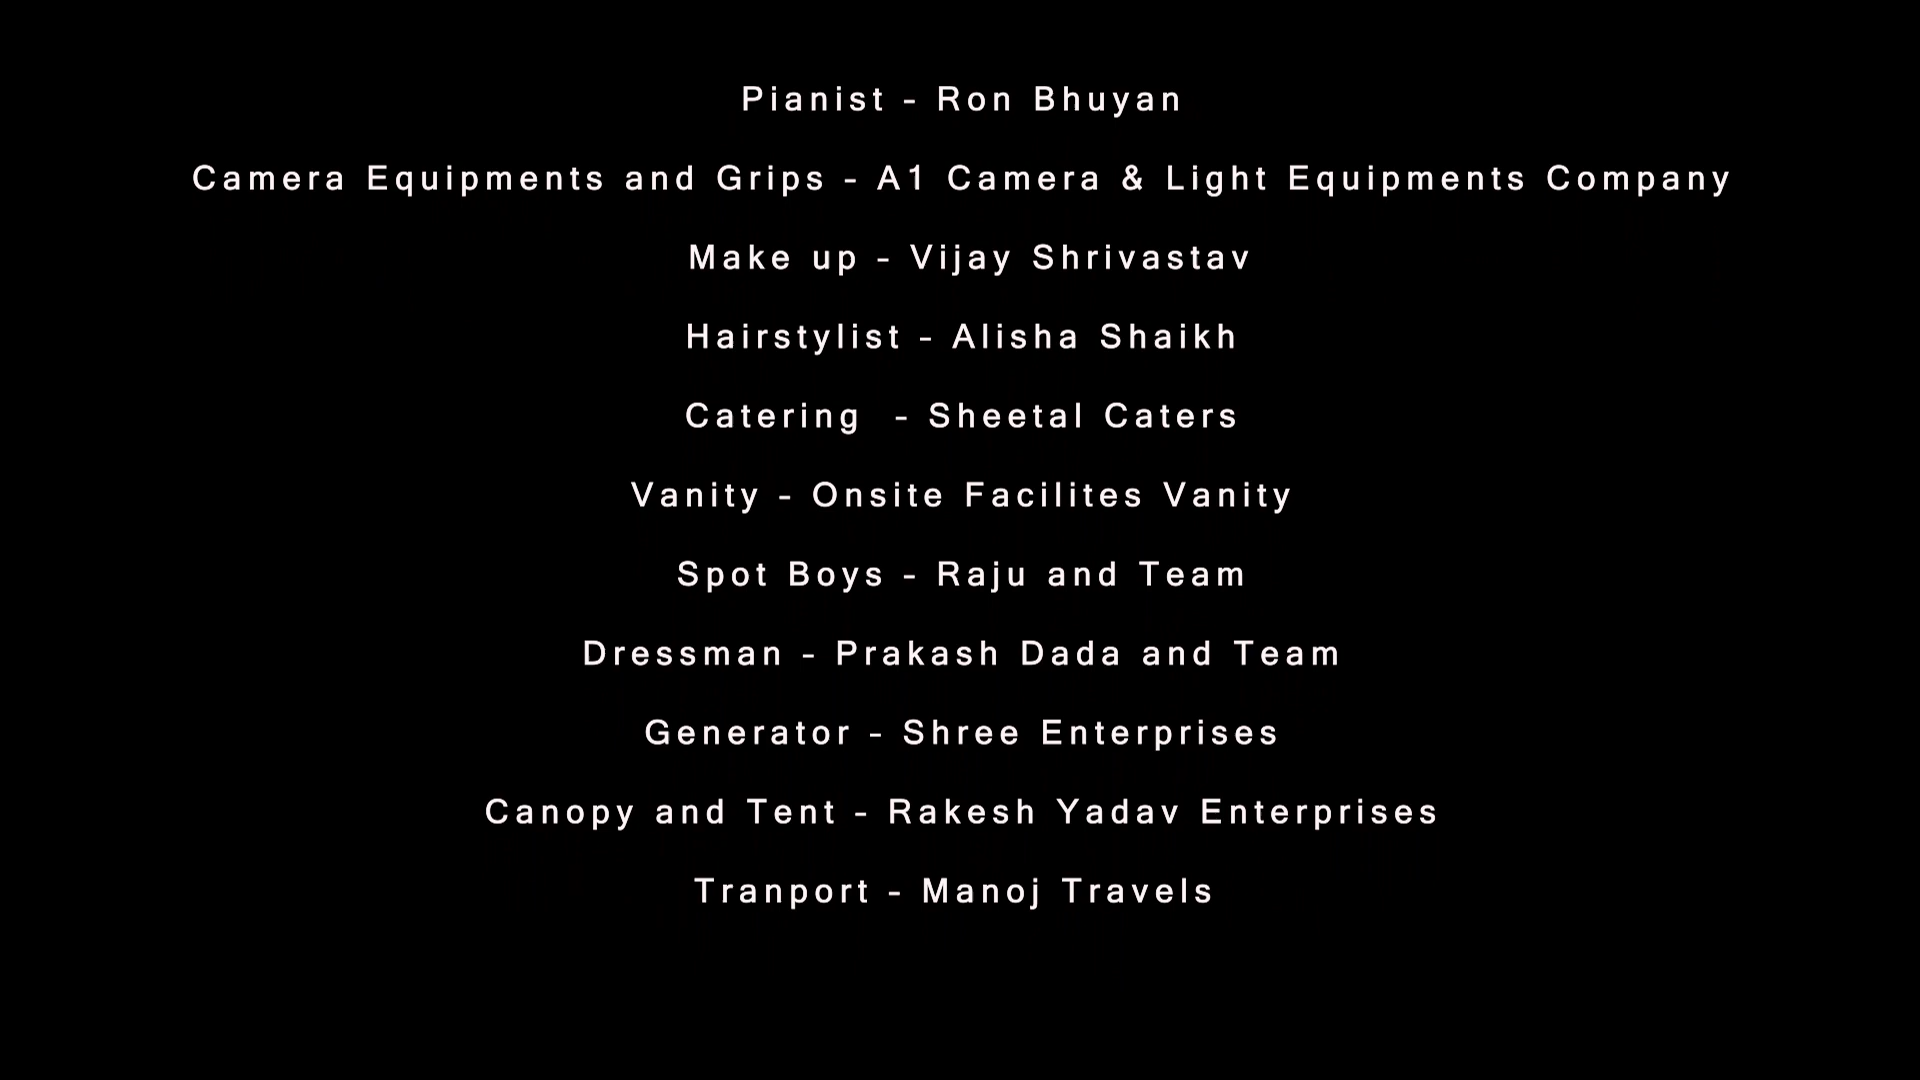 Pianist - Ron Bhuyan
Camera Equipments and Grips - A1 Camera & Light Equipments Company
Make up - Vijay Shrivastav
Hairstylist - Alisha Shaikh
Catering  - Sheetal Caters
Vanity - Onsite Facilites Vanity
Spot Boys - Raju and Team
Dressman - Prakash Dada and Team
Generator - Shree Enterprises
Canopy and Tent - Rakesh Yadav Enterprises
Tranport - Manoj Travels